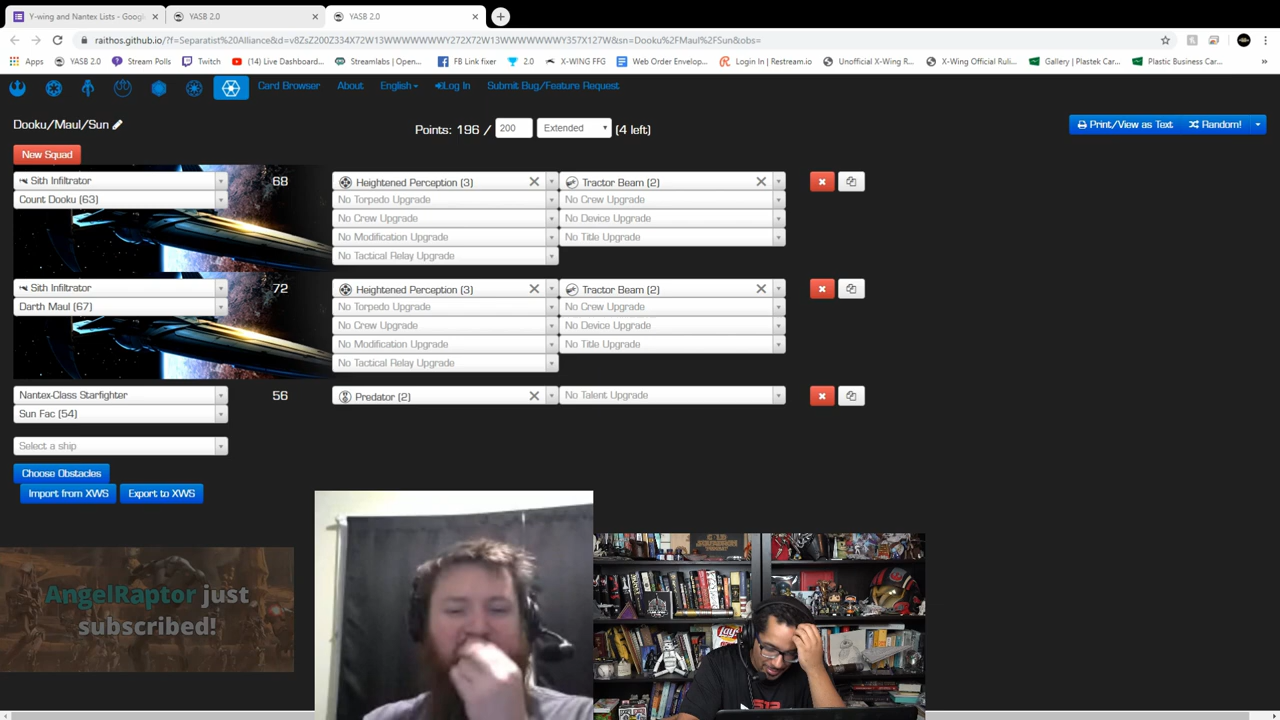 Y-wing and Nantex Lists - Googl
YASB 2.0
YASB 2.0
raithos.github.io/?f=Separatist%20Alliance&d=v8ZsZ200Z334X72W13WWWWWWWY272X72W13WWWWWWWY357X127W&sn=Dooku%2FMaul%2FSun&obs=
Apps YASB 2.0 Stream Polls Twitch (14) Live Dashboard... Streamlabs | Open... FB Link fixer 2.0 X-WING FFG Web Order Envelop... Login In | Restream.io Unofficial X-Wing R... X-Wing Official Rulin... Gallery | Plastek Car... Plastic Business Car... »
Card Browser About English Log In Submit Bug/Feature Request
Dooku/Maul/Sun
Points: 196 / 200 Extended (4 left)
Print/View as Text Random!
New Squad
Sith Infiltrator 68 Heightened Perception (3) Tractor Beam (2)
Count Dooku (63) No Torpedo Upgrade No Crew Upgrade
No Crew Upgrade No Device Upgrade
No Modification Upgrade No Title Upgrade
No Tactical Relay Upgrade
Sith Infiltrator 72 Heightened Perception (3) Tractor Beam (2)
Darth Maul (67) No Torpedo Upgrade No Crew Upgrade
No Crew Upgrade No Device Upgrade
No Modification Upgrade No Title Upgrade
No Tactical Relay Upgrade
Nantex-Class Starfighter 56 Predator (2) No Talent Upgrade
Sun Fac (54)
Select a ship
Choose Obstacles
Import from XWS Export to XWS
AngelRaptor just
subscribed!
Lay's